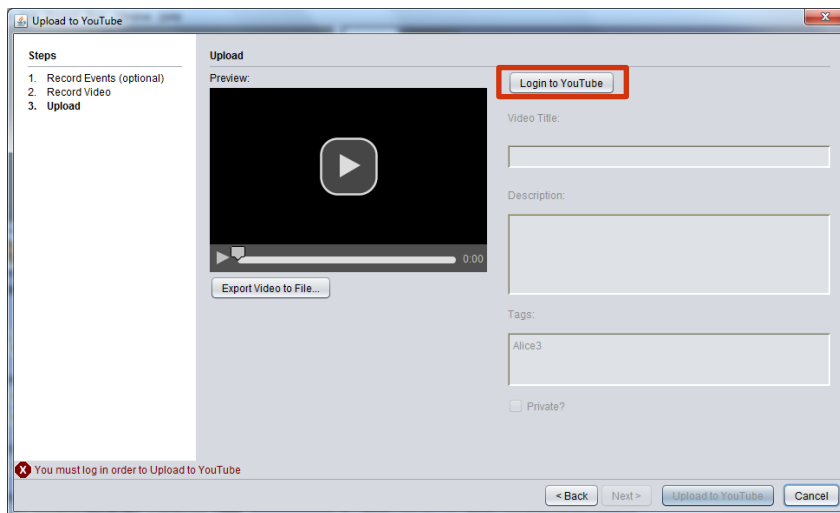 Upload to YouTube
Steps
1. Record Events (optional)
2. Record Video
3. Upload
Upload
Preview:
0:00
Export Video to File...
Login to YouTube
Video Title:
Description:
Tags:
Alice3
Private?
You must log in order to Upload to YouTube
< Back
Next >
Upload to YouTube
Cancel